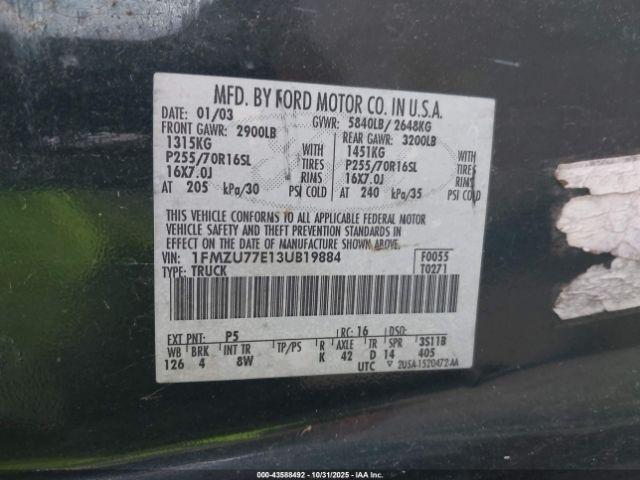 MFD. BY FORD MOTOR CO. IN U.S.A.
DATE: 01/03 GVWR: 5840LB/ 2648KG
FRONT GAWR: 2900LB REAR GAWR: 3200LB
1315KG WITH 1451KG WITH
P255/70R16SL TIRES P255/70R16SL TIRES
16X7.0J RIMS 16X7.0J RIMS
AT 205 kPa/30 PSI COLD AT 240 kPa/35 PSI COLD
THIS VEHICLE CONFORMS TO ALL APPLICABLE FEDERAL MOTOR
VEHICLE SAFETY AND THEFT PREVENTION STANDARDS IN
EFFECT ON THE DATE OF MANUFACTURE SHOWN ABOVE.
VIN: 1FMZU77E13UB19884 F0055
TYPE: TRUCK T0271
EXT PNT: P5 RC: 16 DSO:
WB BRK INT TR TP/PS R AXLE TR SPR 3S11B
126 4 8W K 42 D 14 405
UTC ▽ 2U5A-1520472 AA
000-43588492 - 10/31/2025 - IAA Inc.